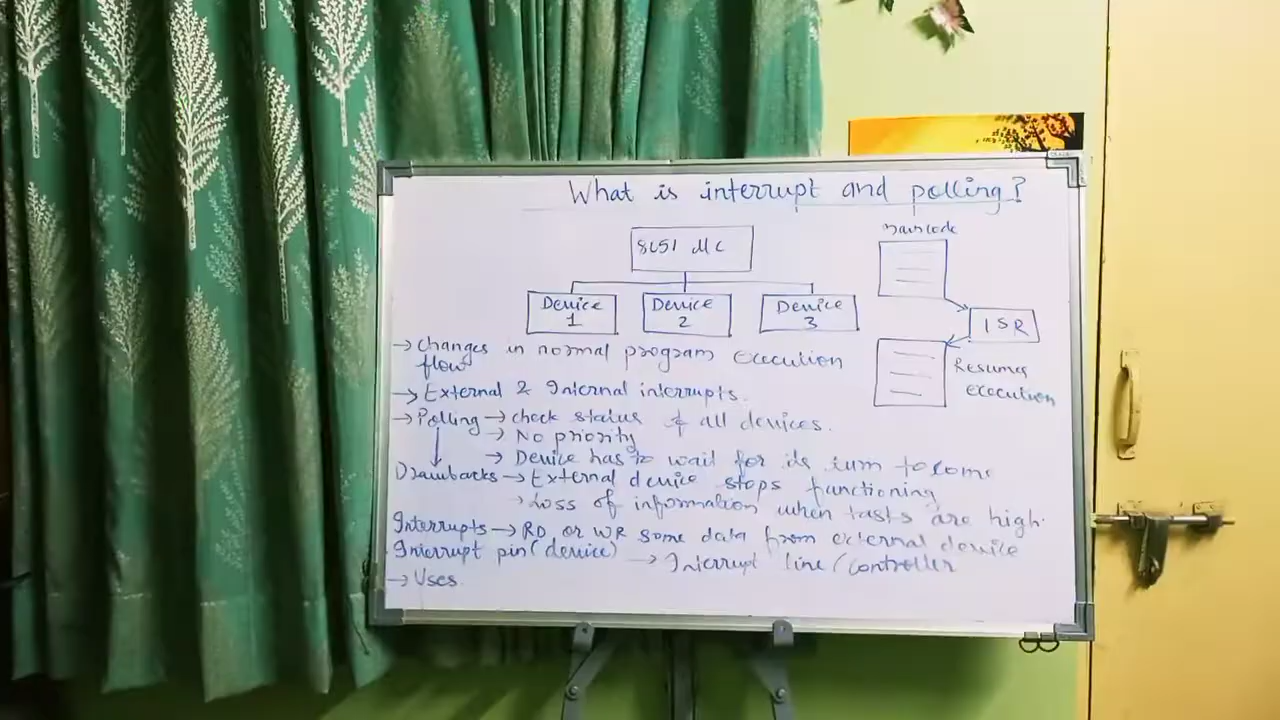 What is interrupt and polling?
8051 MC
Device 1
Device 2
Device 3
Main code
ISR
Resumes execution
→ Changes in normal program execution
flow
→ External & Internal interrupts.
→ Polling → check status of all devices.
→ No priority
→ Device has to wait for its turn to come
Drawbacks → External device stops functioning
→ Loss of information when tasks are high.
Interrupts → RD or WR some data from external device
Interrupt pin (device) → Interrupt line/controller
→ Uses